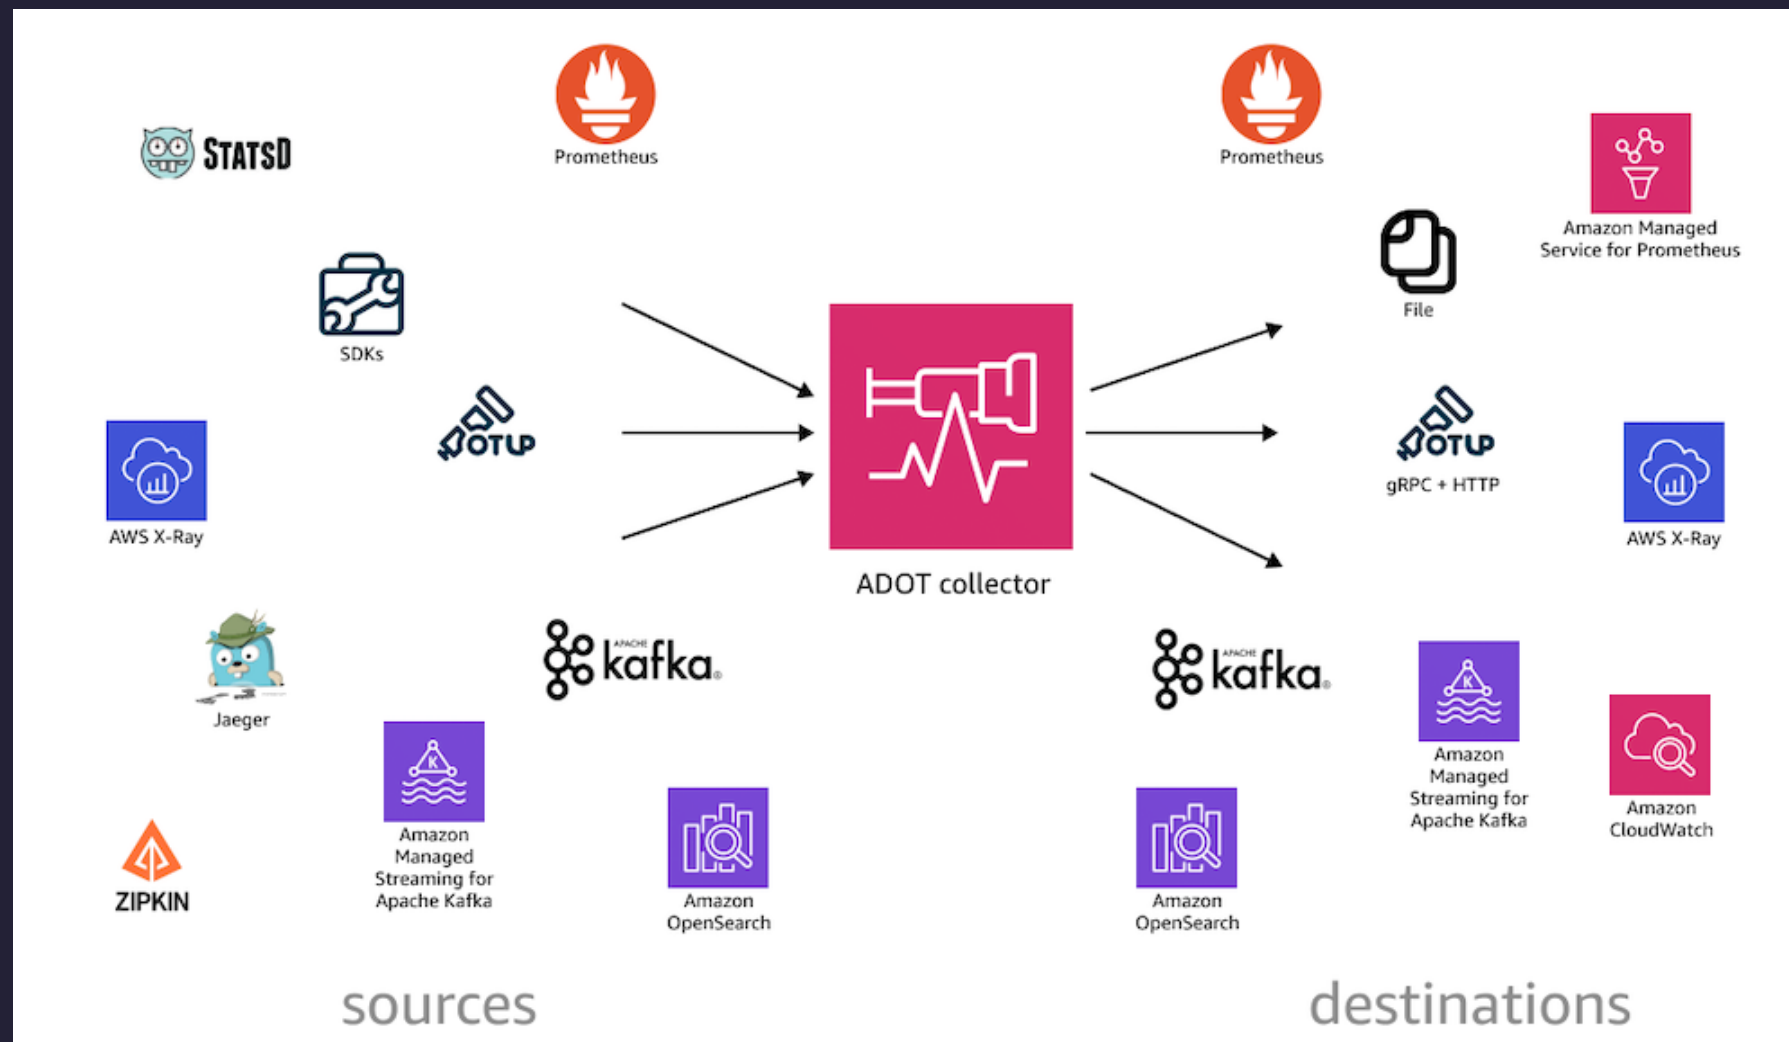 STATSD
Prometheus
SDKs
OTLP
AWS X-Ray
Jaeger
APACHE
kafka®
Amazon
Managed
Streaming for
Apache Kafka
ZIPKIN
Amazon
OpenSearch
sources
ADOT collector
Prometheus
Amazon Managed
Service for Prometheus
File
OTLP
gRPC + HTTP
AWS X-Ray
APACHE
kafka®
K
Amazon
Managed
Streaming for
Apache Kafka
Amazon
CloudWatch
K
Amazon
OpenSearch
destinations